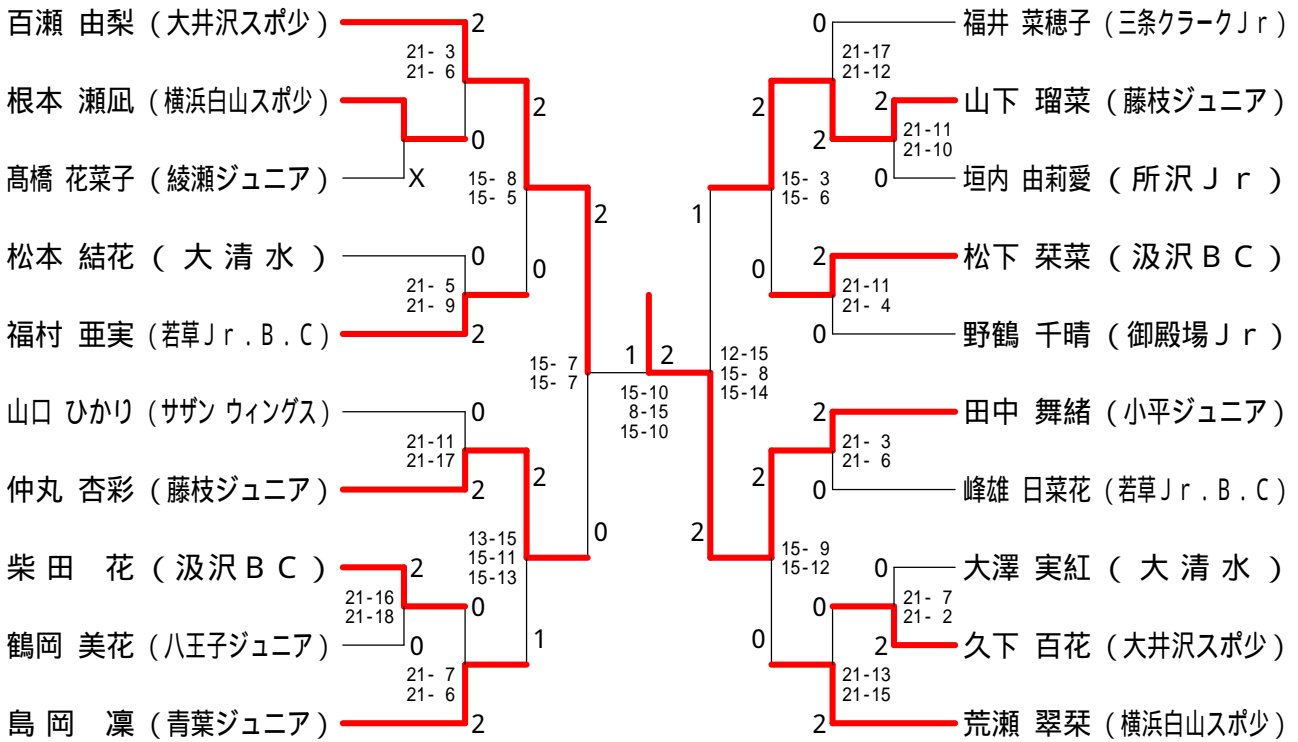 百瀬 由梨 (大井沢スポ少) 2
21- 3
21- 6
根本 瀬凪 (横浜白山スポ少) 0
髙橋 花菜子 (綾瀬ジュニア) X
2
15- 8
15- 5
松本 結花 ( 大 清 水 ) 0
21- 5
21- 9
福村 亜実 (若草Jr.B.C) 2
0
2
15- 7
15- 7
山口 ひかり (サザン ウィングス) 0
21-11
21-17
仲丸 杏彩 (藤枝ジュニア) 2
2
13-15
15-11
15-13
0
柴 田 花 (汲沢BC) 2
21-16
21-18
0
鶴岡 美花 (八王子ジュニア) 0
1
21- 7
21- 6
島 岡 凜 (青葉ジュニア) 2
1 2
15-10
8-15
15-10
0 福井 菜穂子 (三条クラークJr)
21-17
21-12
2 山下 瑠菜 (藤枝ジュニア)
2 2
21-11
21-10
0 垣内 由莉愛 (所沢Jr)
15- 3
15- 6
1
2 松下 栞菜 (汲沢BC)
0
21-11
21- 4
0 野鶴 千晴 (御殿場Jr)
12-15
15- 8
15-14
2 田中 舞緒 (小平ジュニア)
21- 3
21- 6
2
0 峰雄 日菜花 (若草Jr.B.C)
2
15- 9
15-12
0 大澤 実紅 ( 大 清 水 )
21- 7
21- 2
0
2 久下 百花 (大井沢スポ少)
0
21-13
21-15
2 荒瀬 翠栞 (横浜白山スポ少)